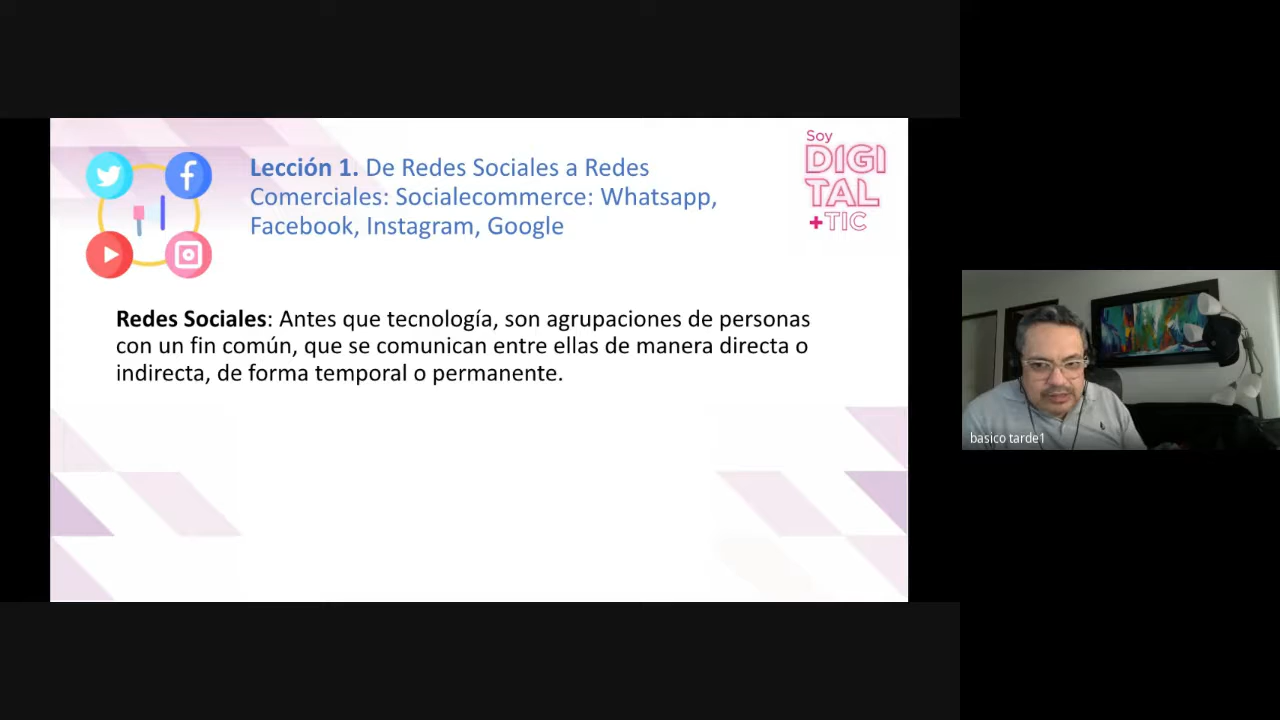 Lección 1. De Redes Sociales a Redes
Comerciales: Socialecommerce: Whatsapp,
Facebook, Instagram, Google
Soy
DIGI
TAL
+TIC
Redes Sociales: Antes que tecnología, son agrupaciones de personas
con un fin común, que se comunican entre ellas de manera directa o
indirecta, de forma temporal o permanente.
basico tarde1